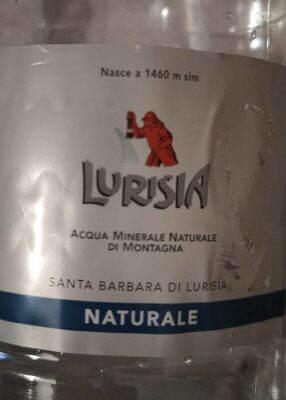 Nasce a 1460 m slm
LURISIA
ACQUA MINERALE NATURALE
DI MONTAGNA
SANTA BARBARA DI LURISIA
NATURALE